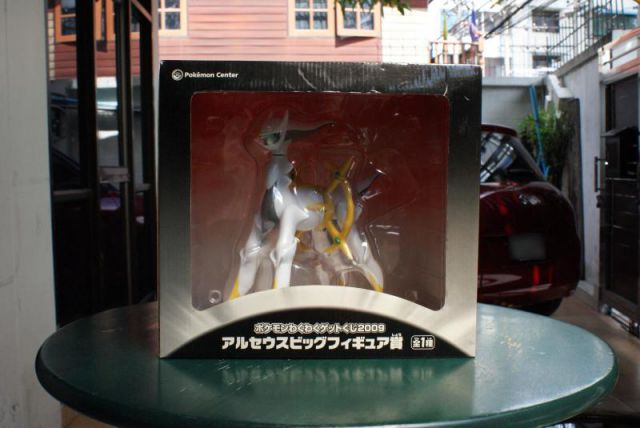 Pokémon Center
ポケモンわくわくゲットくじ2009
アルセウスビッグフィギュア賞
全1種